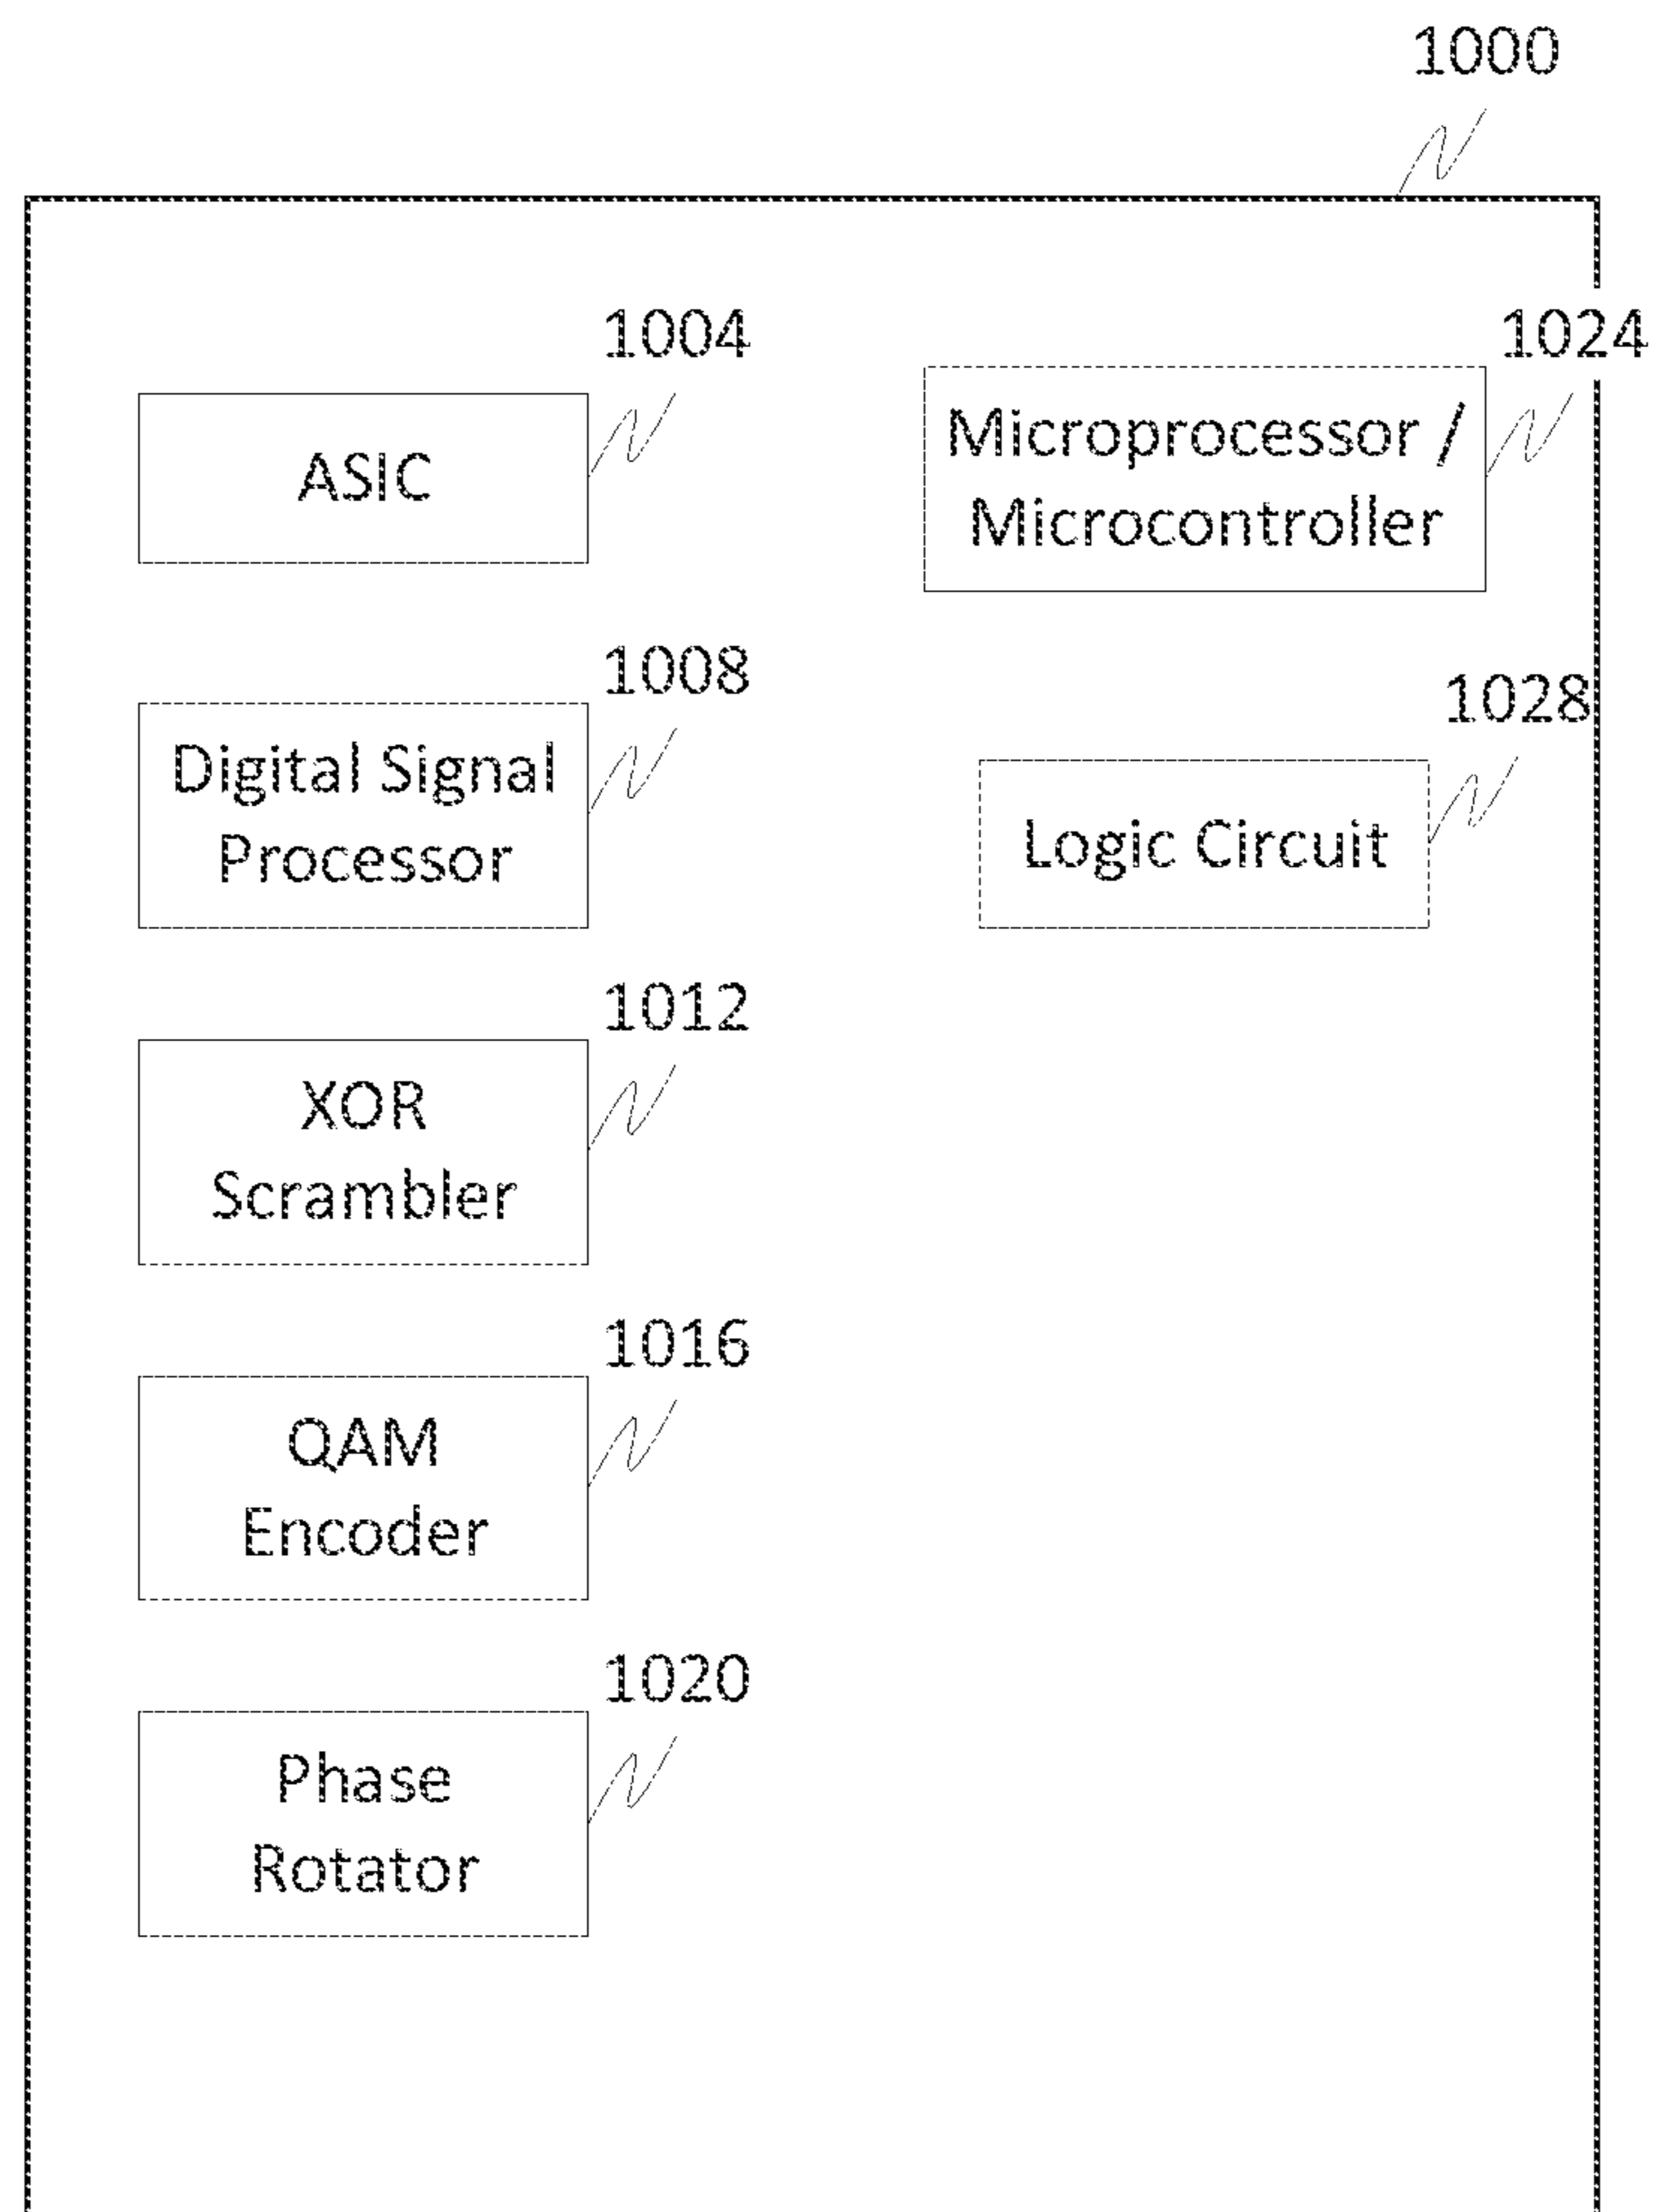 1000
1004
ASIC
1008
Digital Signal
Processor
1012
XOR
Scrambler
1016
QAM
Encoder
1020
Phase
Rotator
1024
Microprocessor /
Microcontroller
1028
Logic Circuit